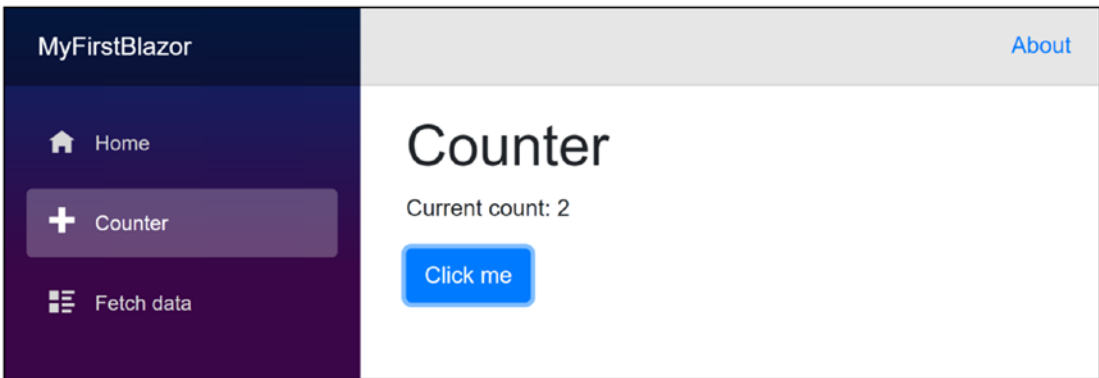 MyFirstBlazor
About
Home
Counter
Fetch data
Counter
Current count: 2
Click me